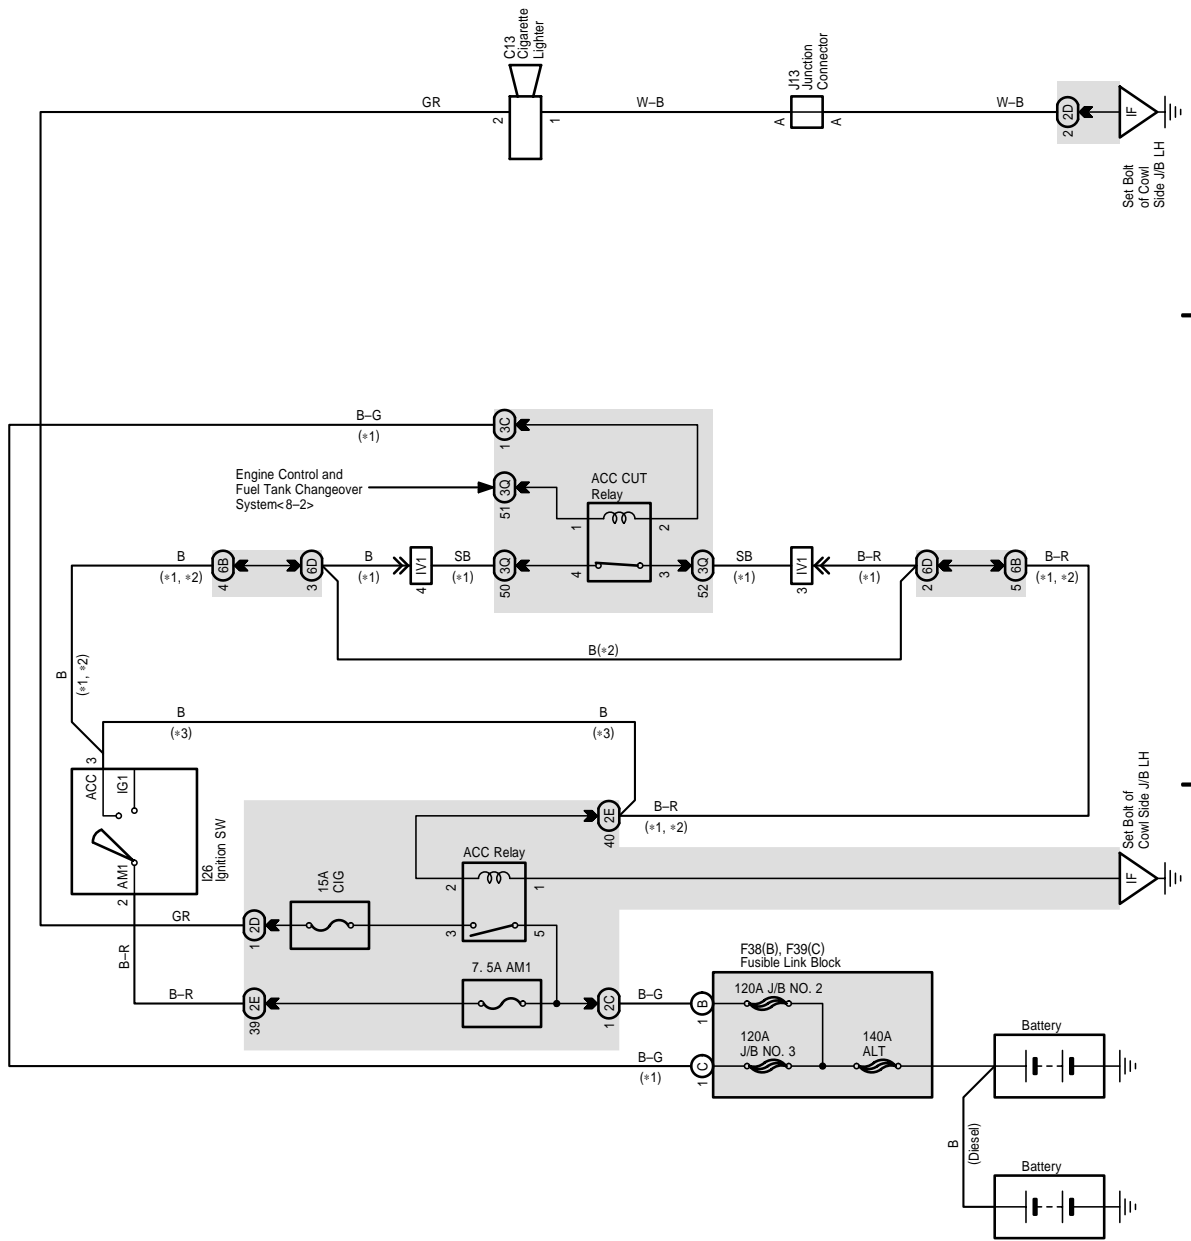 C13
Cigarette
Lighter
GR
2
1
W–B
J13
Junction
Connector
A
A
W–B
2
2D
IF
Set Bolt
of Cowl
Side J/B LH
B–G
(∗1)
1
3C
Engine Control and
Fuel Tank Changeover
System<8–2>
51
3Q
ACC CUT
Relay
1
2
4
3
B
(∗1, ∗2)
4
6B
3
6D
B
(∗1)
4
IV1
SB
(∗1)
50
3Q
52
3Q
SB
(∗1)
3
IV1
B–R
(∗1)
2
6D
5
6B
B–R
(∗1, ∗2)
B(∗2)
B
(∗1, ∗2)
B
(∗3)
B
(∗3)
3
ACC
IG1
AM1
2
I26
Ignition SW
40
2E
B–R
(∗1, ∗2)
ACC Relay
2
1
3
5
15A
CIG
GR
1
2D
B–R
B–R
39
2E
7. 5A AM1
1
2C
B–G
Set Bolt of
Cowl Side J/B LH
IF
F38(B), F39(C)
Fusible Link Block
1
B
120A J/B NO. 2
120A
J/B NO. 3
140A
ALT
B–G
(∗1)
1
C
Battery
B
(Diesel)
Battery